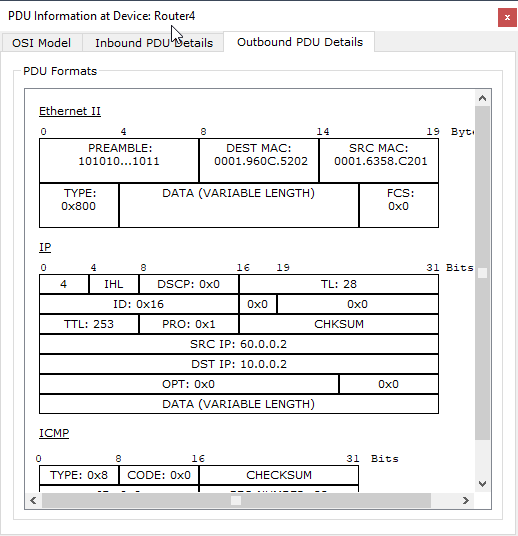 PDU Information at Device: Router4
OSI Model Inbound PDU Details Outbound PDU Details
PDU Formats
Ethernet II
0 4 8 14 19
PREAMBLE: DEST MAC: SRC MAC:
101010...1011 0001.960C.5202 0001.6358.C201
TYPE: DATA (VARIABLE LENGTH) FCS:
0x800 0x0
IP
0 4 8 16 19 31 Bits
4 IHL DSCP: 0x0 TL: 28
ID: 0x16 0x0 0x0
TTL: 253 PRO: 0x1 CHKSUM
SRC IP: 60.0.0.2
DST IP: 10.0.0.2
OPT: 0x0 0x0
DATA (VARIABLE LENGTH)
ICMP
0 8 16 31 Bits
TYPE: 0x8 CODE: 0x0 CHECKSUM